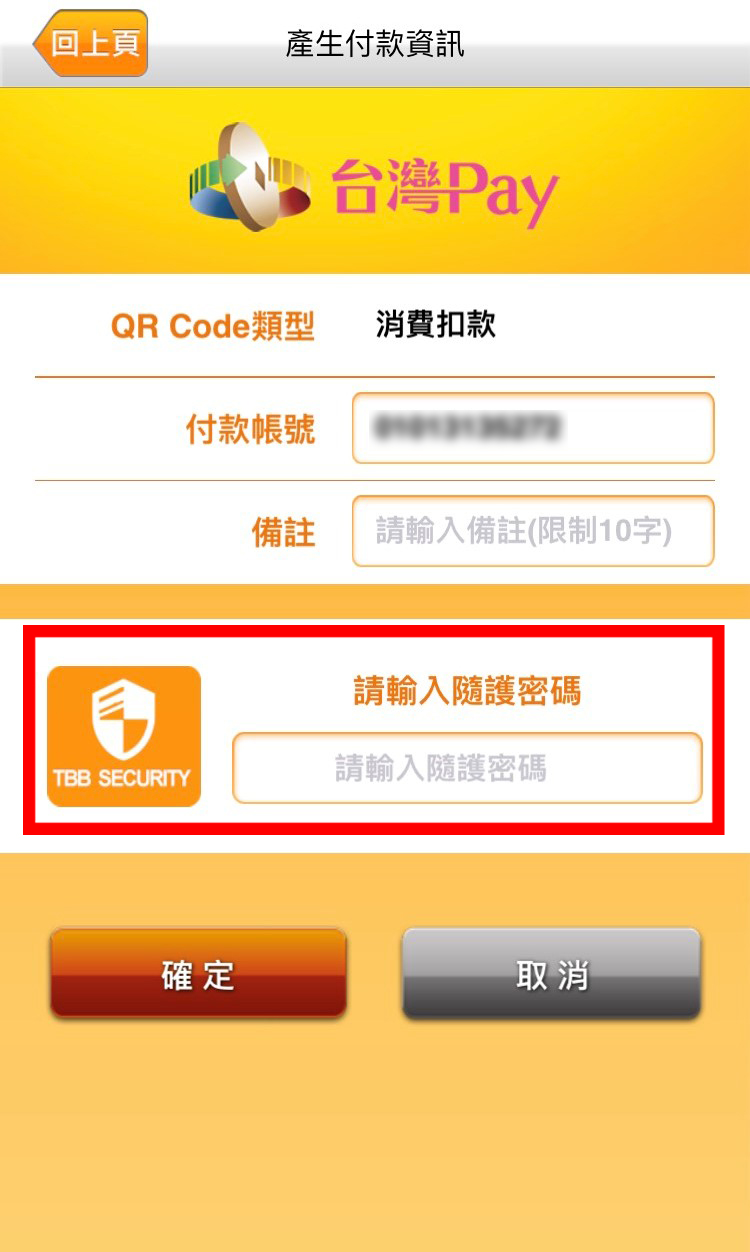 回上頁
產生付款資訊
台灣Pay
QR Code類型
消費扣款
付款帳號
備註
請輸入備註(限制10字)
請輸入隨護密碼
TBB SECURITY
請輸入隨護密碼
確定
取消